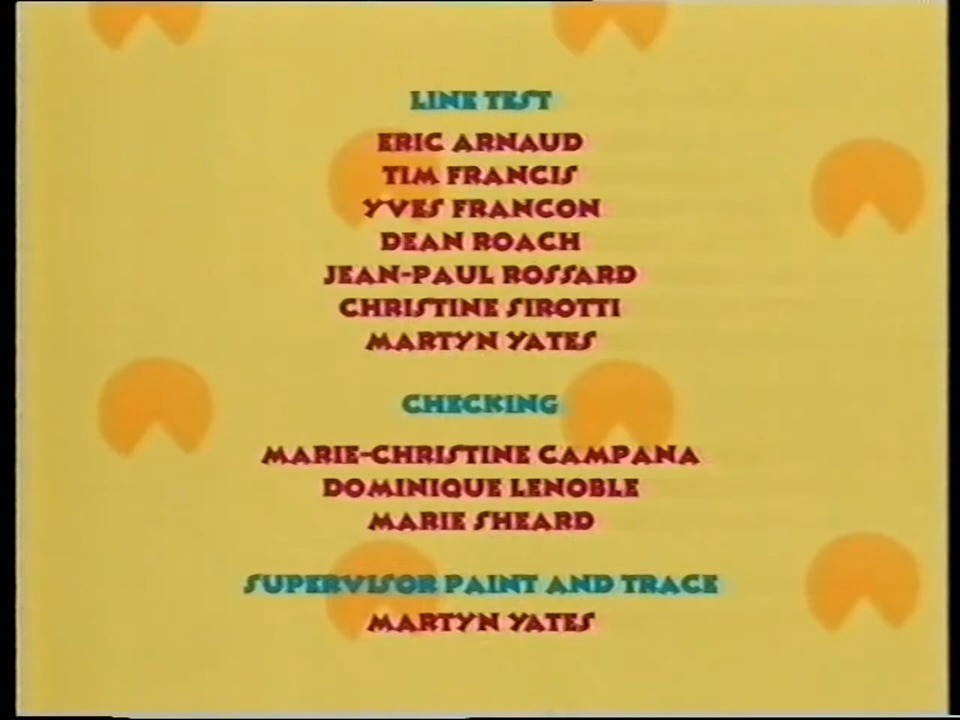 LINE TEST
ERIC ARNAUD
TIM FRANCIS
YVES FRANCON
DEAN ROACH
JEAN-PAUL ROSSARD
CHRISTINE SIROTTI
MARTYN YATES
CHECKING
MARIE-CHRISTINE CAMPANA
DOMINIQUE LENOBLE
MARIE SHEARD
SUPERVISOR PAINT AND TRACE
MARTYN YATES